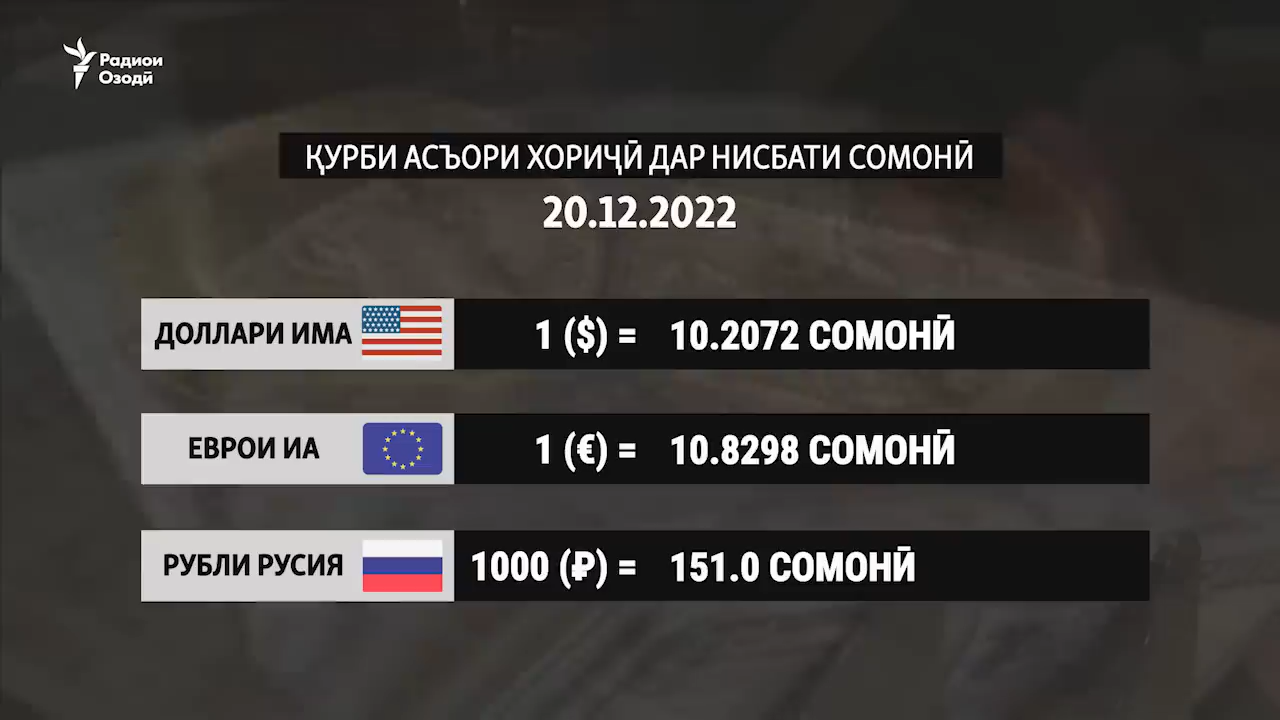 Радиои
Озодӣ
ҚУРБИ АСЪОРИ ХОРИҶӢ ДАР НИСБАТИ СОМОНӢ
20.12.2022
ДОЛЛАРИ ИМА 1 ($) = 10.2072 СОМОНӢ
ЕВРОИ ИА 1 (€) = 10.8298 СОМОНӢ
РУБЛИ РУСИЯ 1000 (₽) = 151.0 СОМОНӢ